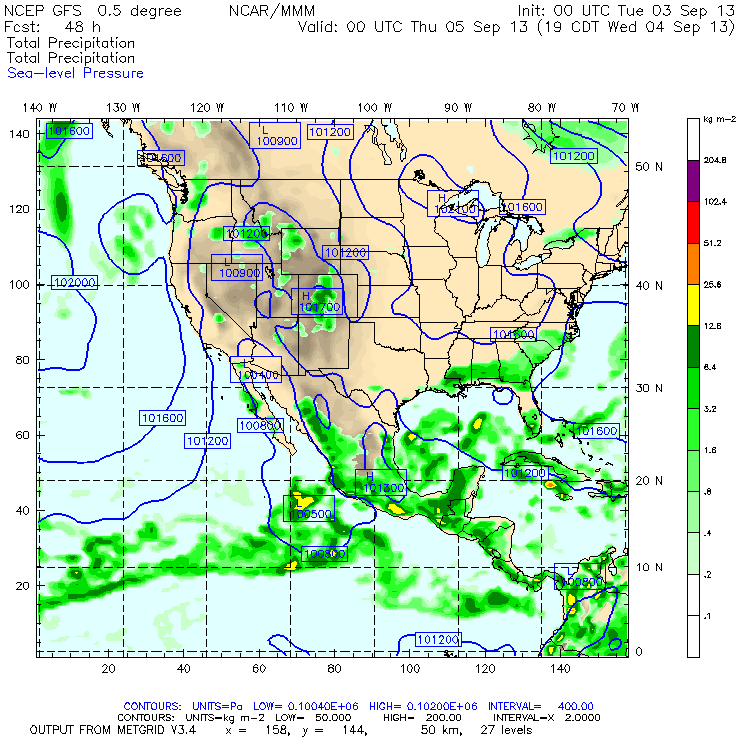 NCEP GFS 0.5 degree NCAR/MMM Init: 00 UTC Tue 03 Sep 13
Fcst: 48 h Valid: 00 UTC Thu 05 Sep 13 (19 CDT Wed 04 Sep 13)
Total Precipitation
Total Precipitation
Sea-level Pressure
140 W 130 W 120 W 110 W 100 W 90 W 80 W 70 W
kg m-2
140 101600 L 100900 101200
101600 101200
50 N 204.8
120 H 102100 101600 40 N 102.4
101200 101200
51.2
L 100900
102000
100 40 N 25.6
H 101700
12.8
101600
80 L 100400 6.4
30 N
3.2
101600 100800 101600
60 101200 1.6
101200 20 N
H 101300 .8
40 100500
.4
100800
10 N L 100800
20 .2
.1
101200 0
20 40 60 80 100 120 140
CONTOURS: UNITS=Pa LOW= 0.10040E+06 HIGH= 0.10200E+06 INTERVAL= 400.00
CONTOURS: UNITS=kg m-2 LOW= 50.000 HIGH= 200.00 INTERVAL=X 2.0000
OUTPUT FROM METGRID V3.4 x = 158, y = 144, 50 km, 27 levels